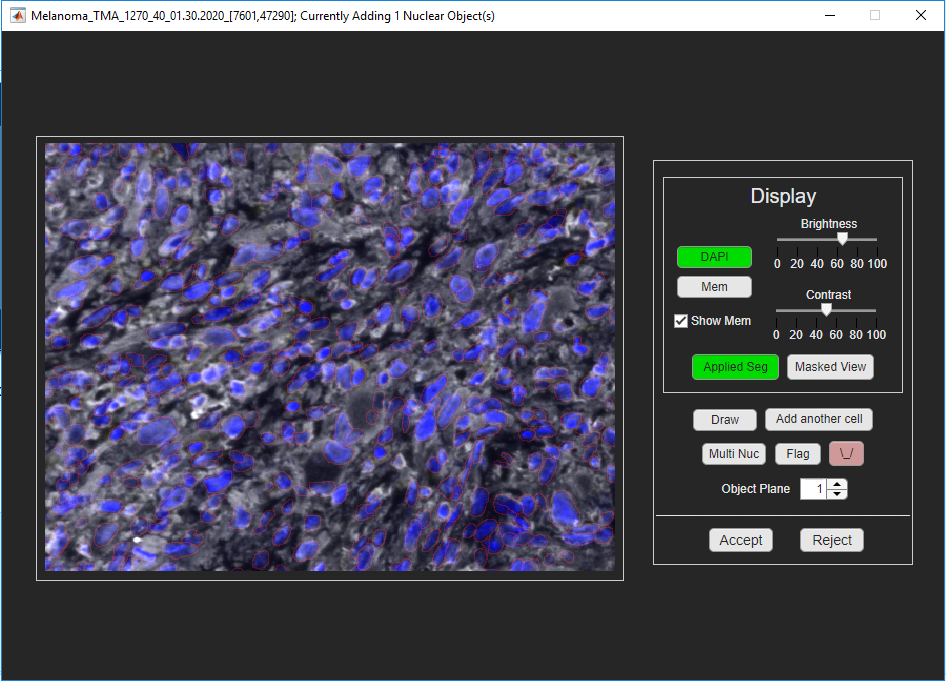 Melanoma_TMA_1270_40_01.30.2020_[7601,47290]; Currently Adding 1 Nuclear Object(s)
Display
Brightness
DAPI
0 20 40 60 80 100
Mem
Contrast
Show Mem
0 20 40 60 80 100
Applied Seg Masked View
Draw Add another cell
Multi Nuc Flag \_/
Object Plane 1
Accept Reject